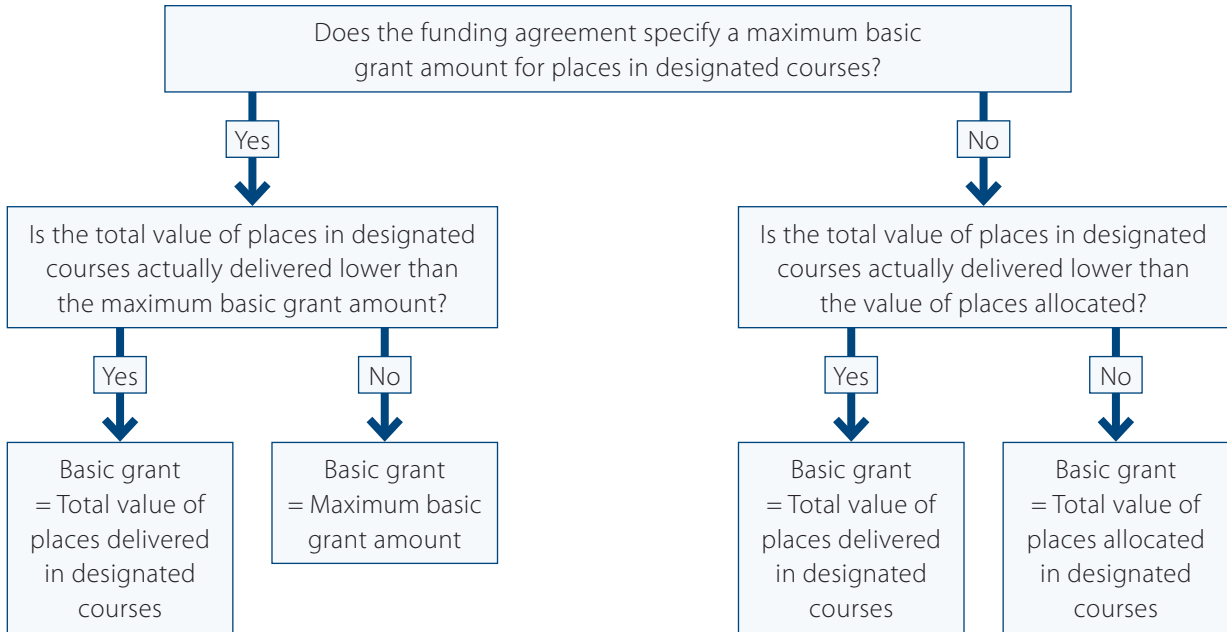 Does the funding agreement specify a maximum basic
grant amount for places in designated courses?
Yes
No
Is the total value of places in designated
courses actually delivered lower than
the maximum basic grant amount?
Is the total value of places in designated
courses actually delivered lower than
the value of places allocated?
Yes
No
Yes
No
Basic grant
= Total value of
places delivered
in designated
courses
Basic grant
= Maximum basic
grant amount
Basic grant
= Total value of
places delivered
in designated
courses
Basic grant
= Total value of
places allocated
in designated
courses